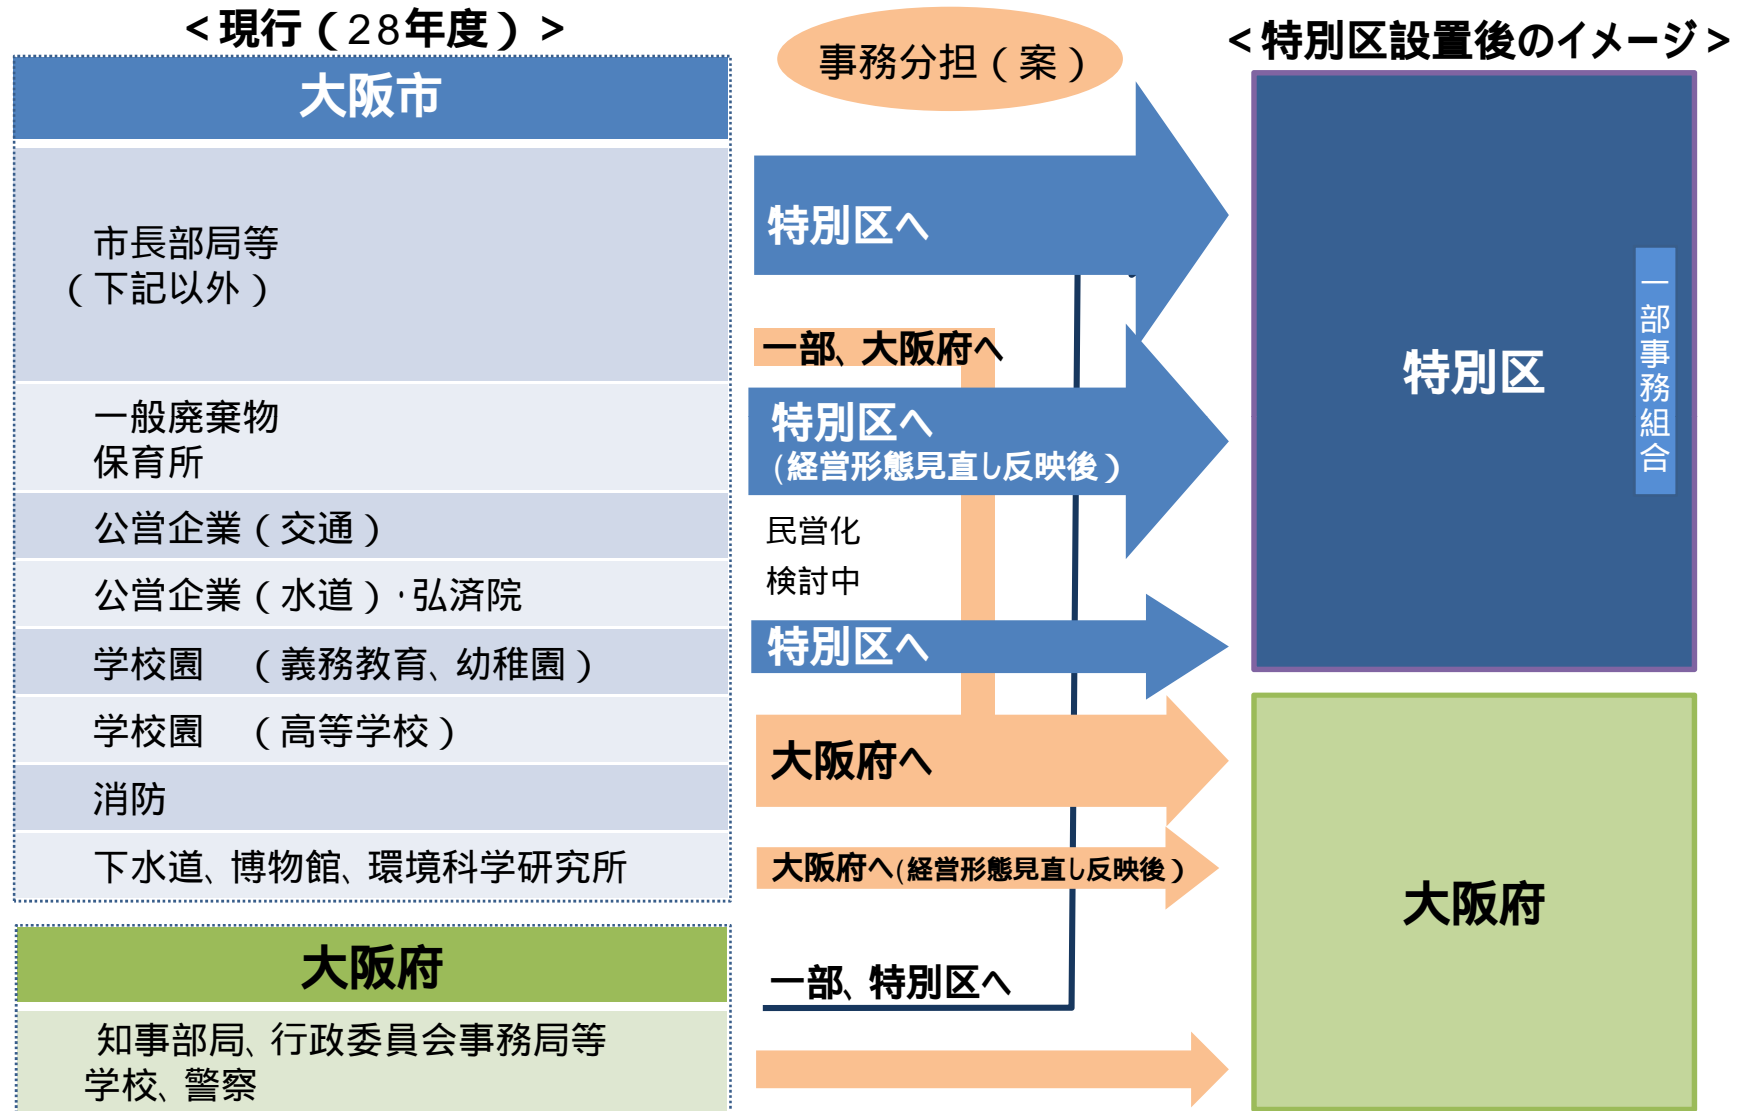 <現行（28年度）>
大阪市
市長部局等
（下記以外）
一般廃棄物
保育所
公営企業（交通）
公営企業（水道）・弘済院
学校園　（義務教育、幼稚園）
学校園　（高等学校）
消防
下水道、博物館、環境科学研究所
大阪府
知事部局、行政委員会事務局等
学校、警察
事務分担（案）
特別区へ
一部、大阪府へ
特別区へ
(経営形態見直し反映後）
民営化
検討中
特別区へ
大阪府へ
大阪府へ(経営形態見直し反映後）
一部、特別区へ
<特別区設置後のイメージ>
特別区
一部事務組合
大阪府